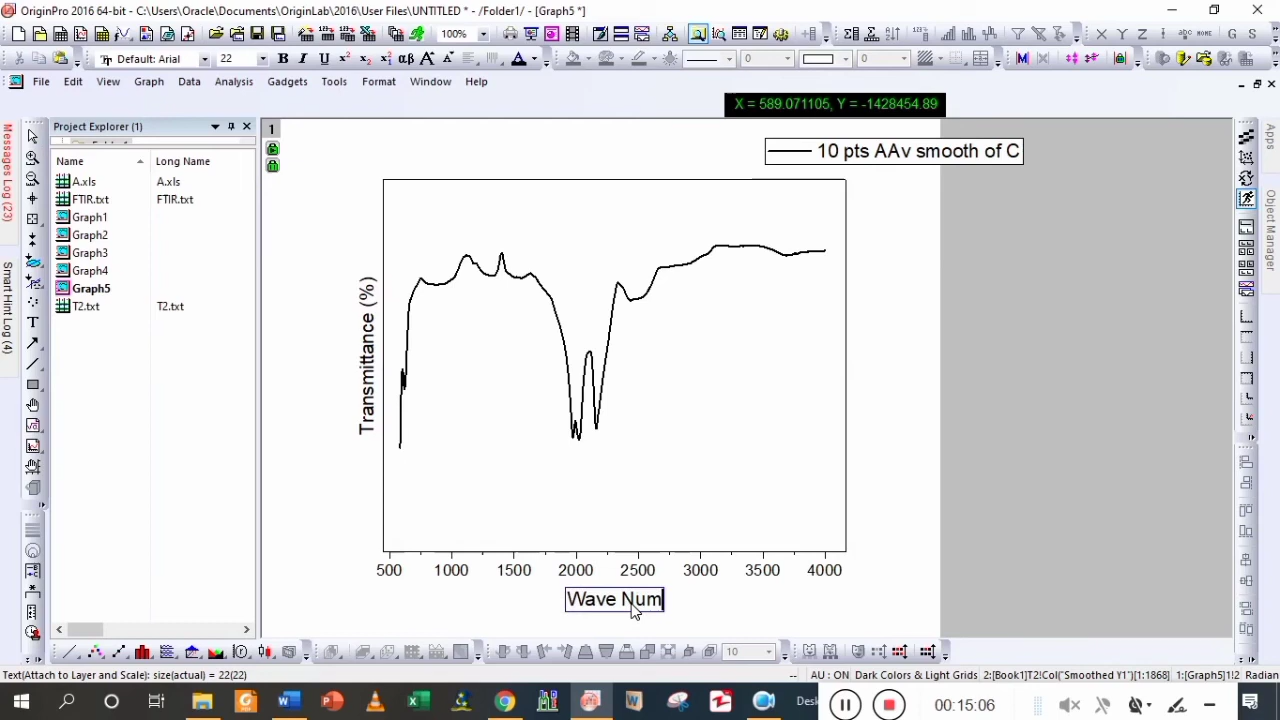 OriginPro 2016 64-bit - C:\Users\Oracle\Documents\OriginLab\2016\User Files\UNTITLED * - /Folder1/ - [Graph5 *]
100%
Default: Arial 22 B I U αβ A A A 0 0
File Edit View Graph Data Analysis Gadgets Tools Format Window Help
X = 589.071105, Y = -1428454.89
Messages Log (23)
Smart Hint Log (4)
Project Explorer (1)
Name Long Name
A.xls A.xls
FTIR.txt FTIR.txt
Graph1
Graph2
Graph3
Graph4
Graph5
T2.txt T2.txt
1
10 pts AAv smooth of C
Transmittance (%)
500 1000 1500 2000 2500 3000 3500 4000
Wave Num
Apps
Object Manager
10
Text(Attach to Layer and Scale): size(actual) = 22(22)
-- AU : ON Dark Colors & Light Grids 2:[Book1]T2!Col("Smoothed Y1")[1:1868] 1:[Graph5]1!2 Radian
Desk
00:15:06